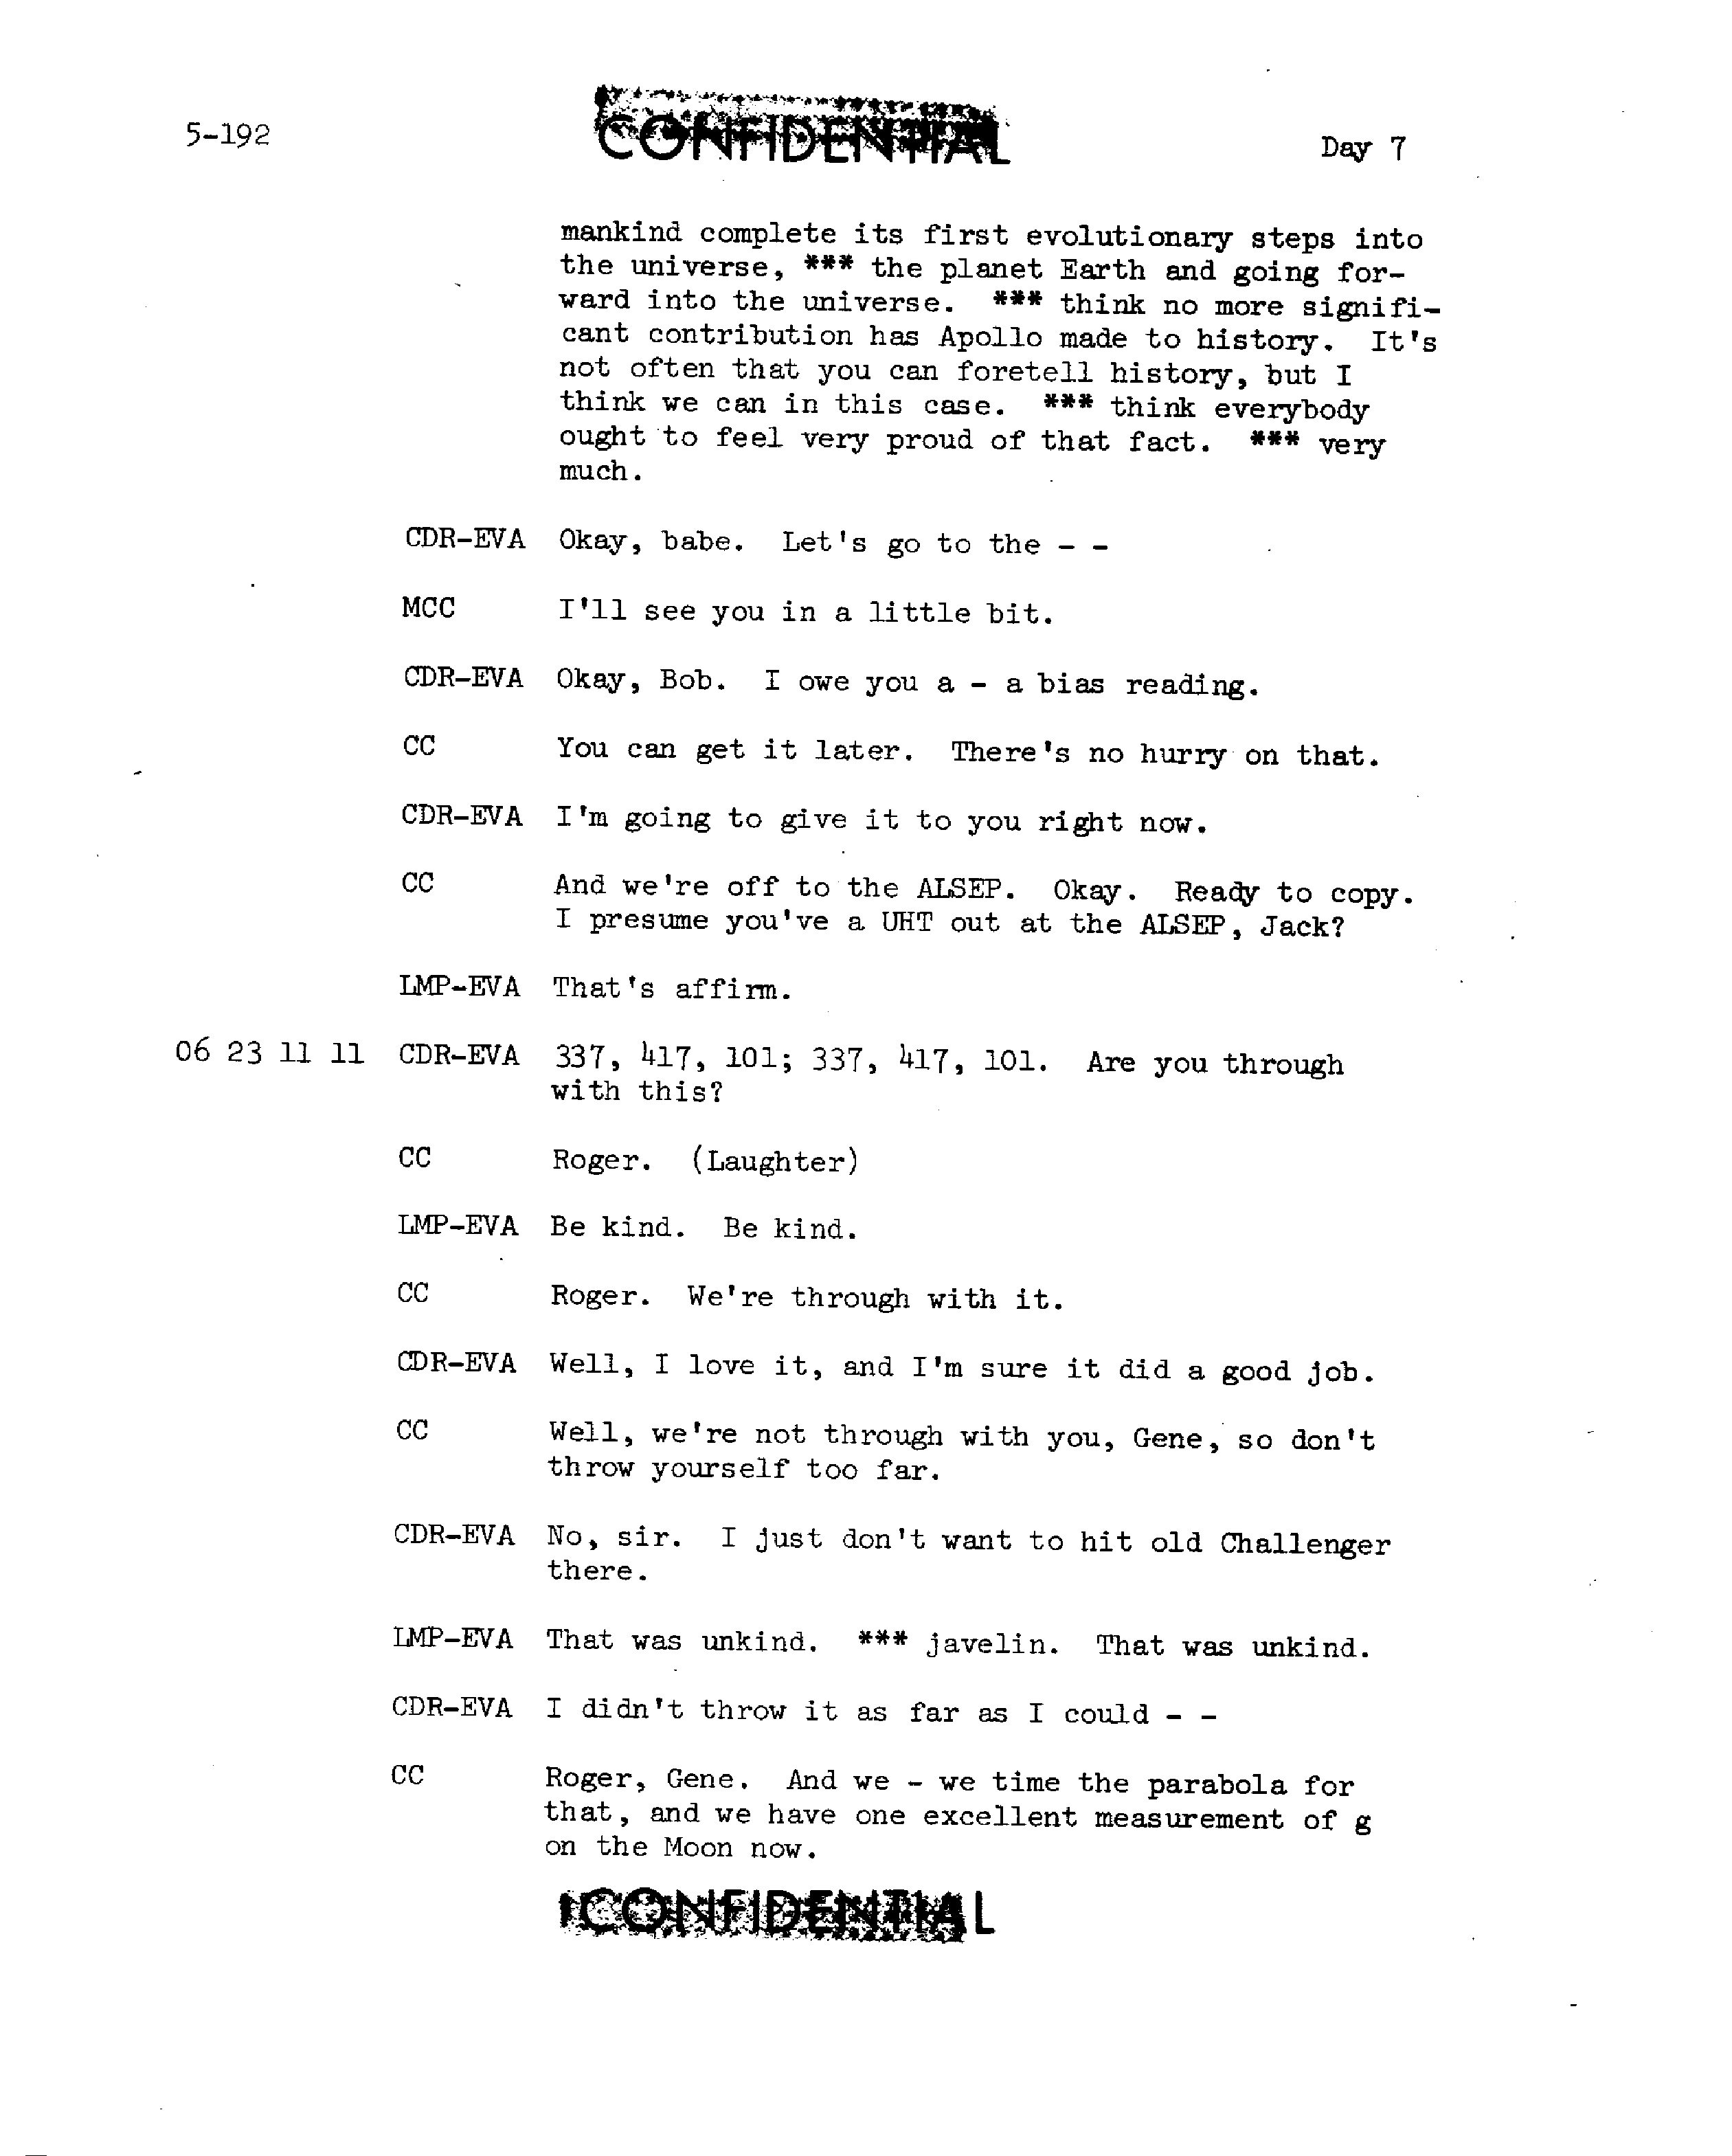 5-192
CONFIDENTIAL
Day 7
mankind complete its first evolutionary steps into
the universe, *** the planet Earth and going for-
ward into the universe. *** think no more signifi-
cant contribution has Apollo made to history. It's
not often that you can foretell history, but I
think we can in this case. *** think everybody
ought to feel very proud of that fact. *** very
much.
CDR-EVA Okay, babe. Let's go to the - -
MCC I'll see you in a little bit.
CDR-EVA Okay, Bob. I owe you a - a bias reading.
CC You can get it later. There's no hurry on that.
CDR-EVA I'm going to give it to you right now.
CC And we're off to the ALSEP. Okay. Ready to copy.
I presume you've a UHT out at the ALSEP, Jack?
LMP-EVA That's affirm.
06 23 11 11 CDR-EVA 337, 417, 101; 337, 417, 101. Are you through
with this?
CC Roger. (Laughter)
LMP-EVA Be kind. Be kind.
CC Roger. We're through with it.
CDR-EVA Well, I love it, and I'm sure it did a good job.
CC Well, we're not through with you, Gene, so don't
throw yourself too far.
CDR-EVA No, sir. I just don't want to hit old Challenger
there.
LMP-EVA That was unkind. *** javelin. That was unkind.
CDR-EVA I didn't throw it as far as I could - -
CC Roger, Gene. And we - we time the parabola for
that, and we have one excellent measurement of g
on the Moon now.
CONFIDENTIAL